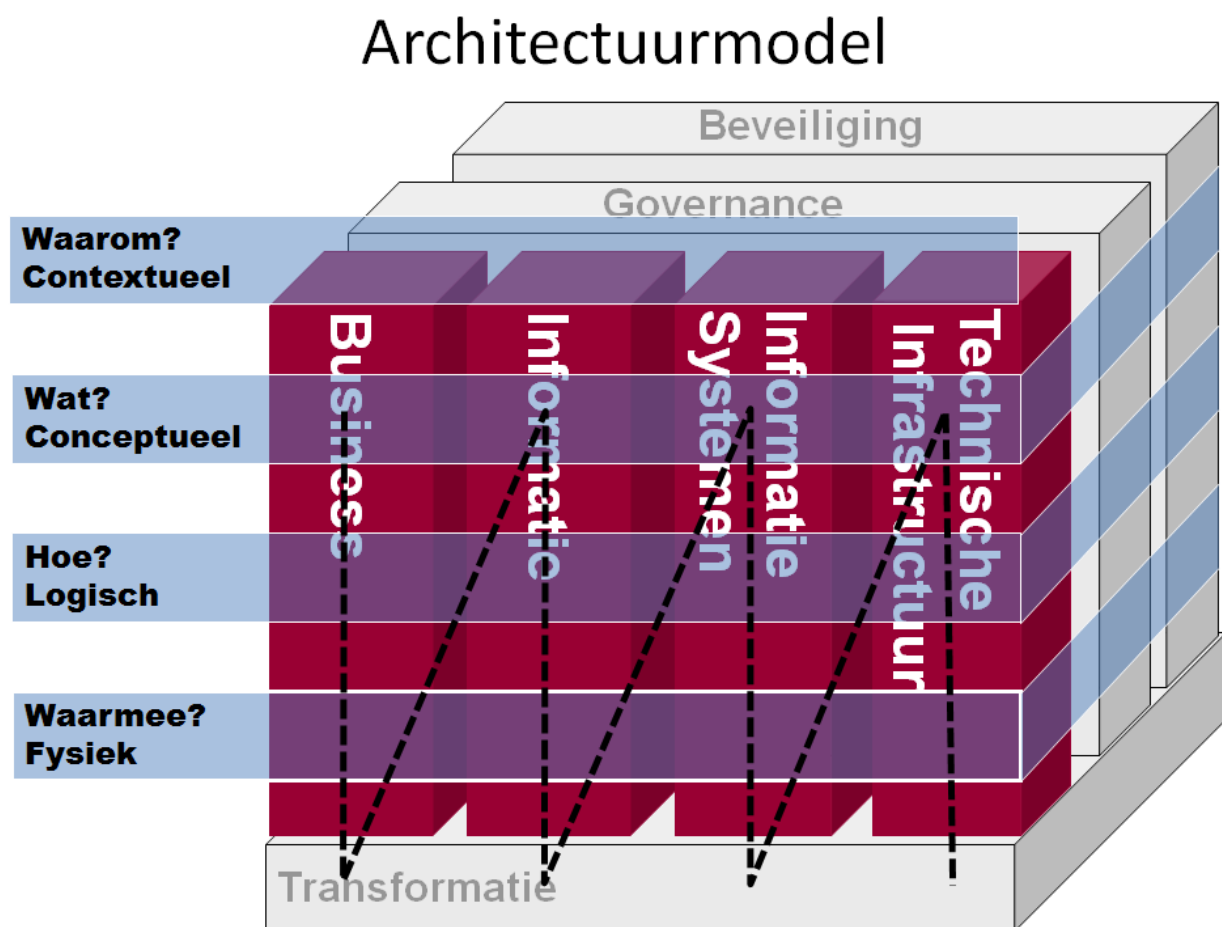 Architectuurmodel
Beveiliging
Governance
Waarom?
Contextueel
Wat?
Conceptueel
Hoe?
Logisch
Waarmee?
Fysiek
Business
Informatie
Informatie
Systemen
Technische
Infrastructuur
Transformatie